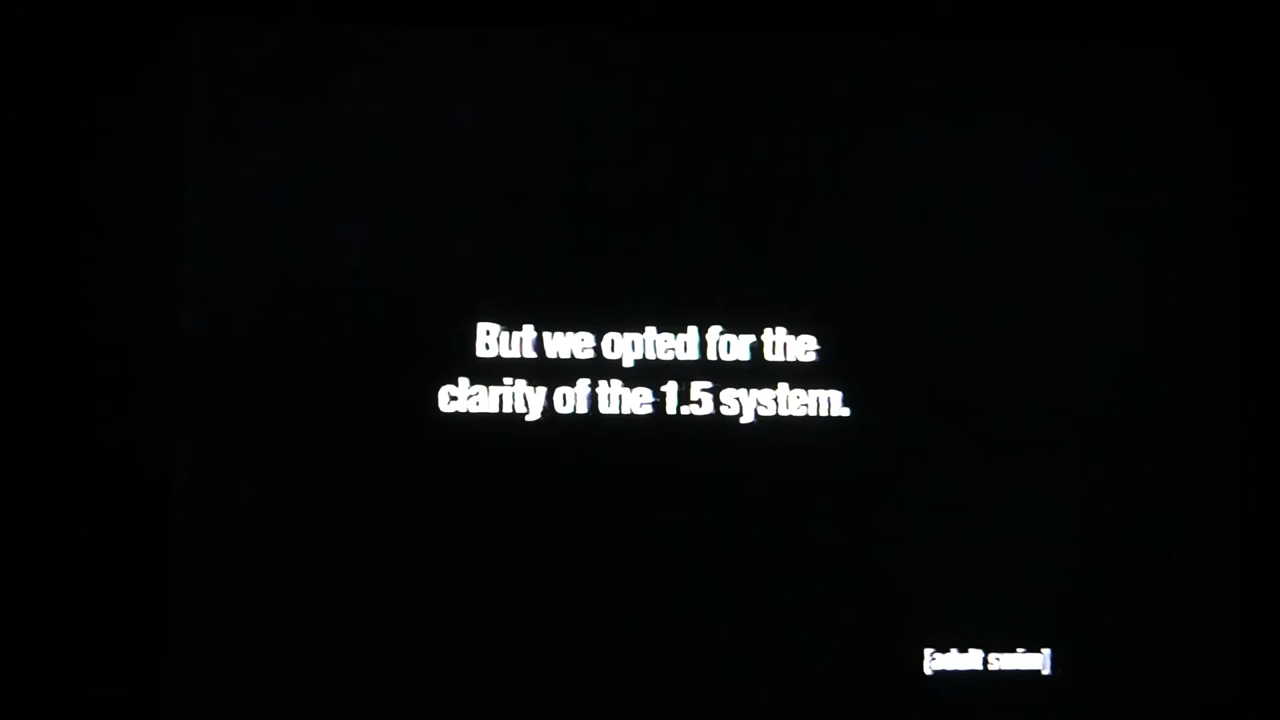 But we opted for the
clarity of the 1.5 system.
[adult swim]